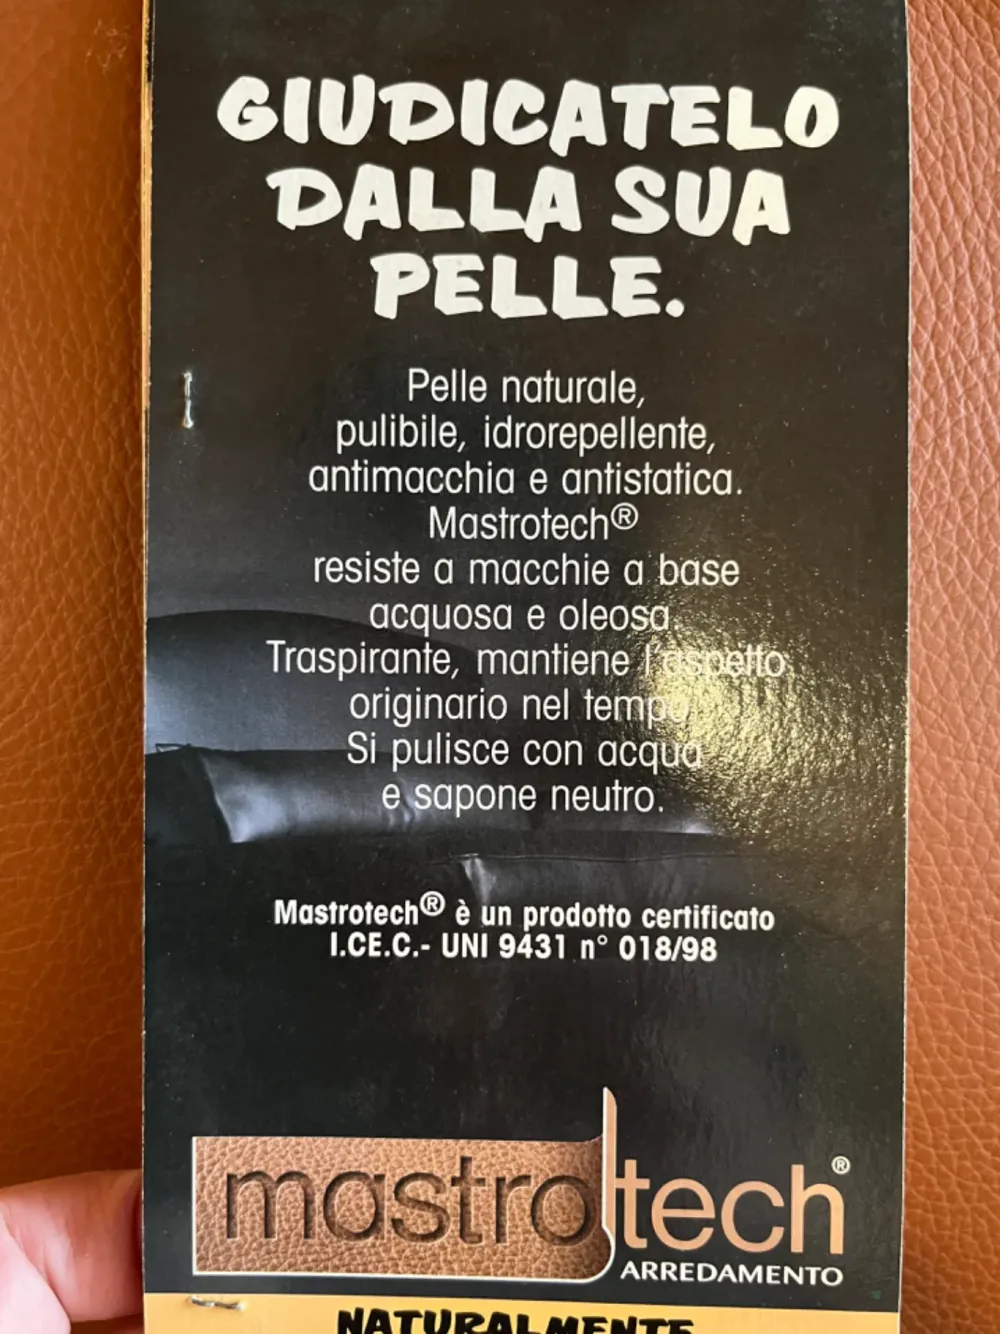 GIUDICATELO
DALLA SUA
PELLE.
Pelle naturale,
pulibile, idrorepellente,
antimacchia e antistatica.
Mastrotech®
resiste a macchie a base
acquosa e oleosa.
Traspirante, mantiene l'aspetto
originario nel tempo.
Si pulisce con acqua
e sapone neutro.
Mastrotech® è un prodotto certificato
I.CE.C.- UNI 9431 n° 018/98
mastrotech®
ARREDAMENTO
NATURALMENTE